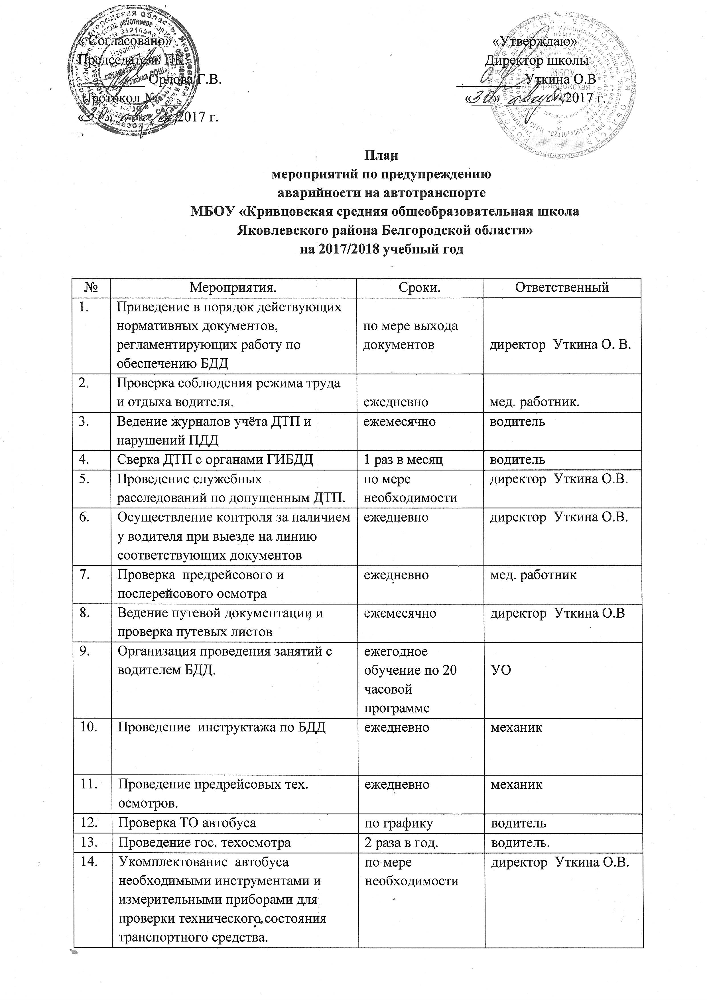 « Согласовано»
Председатель ПК
Орлова Г.В.
Протокол №
«30» августа 2017 г.
«Утверждаю»
Директор школы
Уткина О.В
«30» августа 2017 г.
МБОУ
ОГРН 1023101456113
План
мероприятий по предупреждению
аварийности на автотранспорте
МБОУ «Кривцовская средняя общеобразовательная школа
Яковлевского района Белгородской области»
на 2017/2018 учебный год
№ Мероприятия. Сроки. Ответственный
1. Приведение в порядок действующих
нормативных документов, по мере выхода
регламентирующих работу по документов директор Уткина О. В.
обеспечению БДД
2. Проверка соблюдения режима труда
и отдыха водителя. ежедневно мед. работник.
3. Ведение журналов учёта ДТП и ежемесячно водитель
нарушений ПДД
4. Сверка ДТП с органами ГИБДД 1 раз в месяц водитель
5. Проведение служебных по мере директор Уткина О.В.
расследований по допущенным ДТП. необходимости
6. Осуществление контроля за наличием ежедневно директор Уткина О.В.
у водителя при выезде на линию
соответствующих документов
7. Проверка предрейсового и ежедневно мед. работник
послерейсового осмотра
8. Ведение путевой документации и ежемесячно директор Уткина О.В
проверка путевых листов
9. Организация проведения занятий с ежегодное
водителем БДД. обучение по 20 УО
часовой
программе
10. Проведение инструктажа по БДД ежедневно механик
11. Проведение предрейсовых тех. ежедневно механик
осмотров.
12. Проверка ТО автобуса по графику водитель
13. Проведение гос. техосмотра 2 раза в год. водитель.
14. Укомплектование автобуса по мере директор Уткина О.В.
необходимыми инструментами и необходимости
измерительными приборами для
проверки технического состояния
транспортного средства.